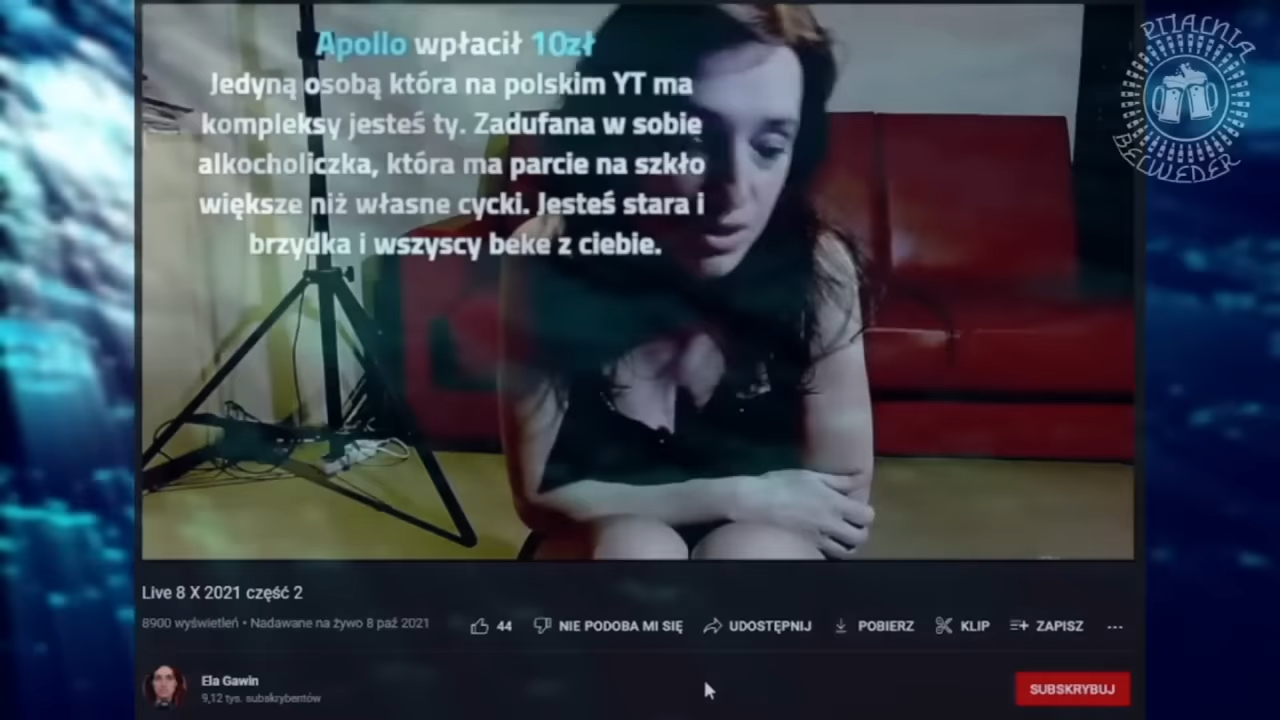 PIJALNIA
BELWEDER
Apollo wpłacił 10zł
Jedyną osobą która na polskim YT ma
kompleksy jesteś ty. Zadufana w sobie
alkocholiczka, która ma parcie na szkło
większe niż własne cycki. Jesteś stara i
brzydka i wszyscy beke z ciebie.
Live 8 X 2021 część 2
8900 wyświetleń • Nadawane na żywo 8 paź 2021
44
NIE PODOBA MI SIĘ
UDOSTĘPNIJ
POBIERZ
KLIP
ZAPISZ
Ela Gawin
9,12 tys. subskrybentów
SUBSKRYBUJ